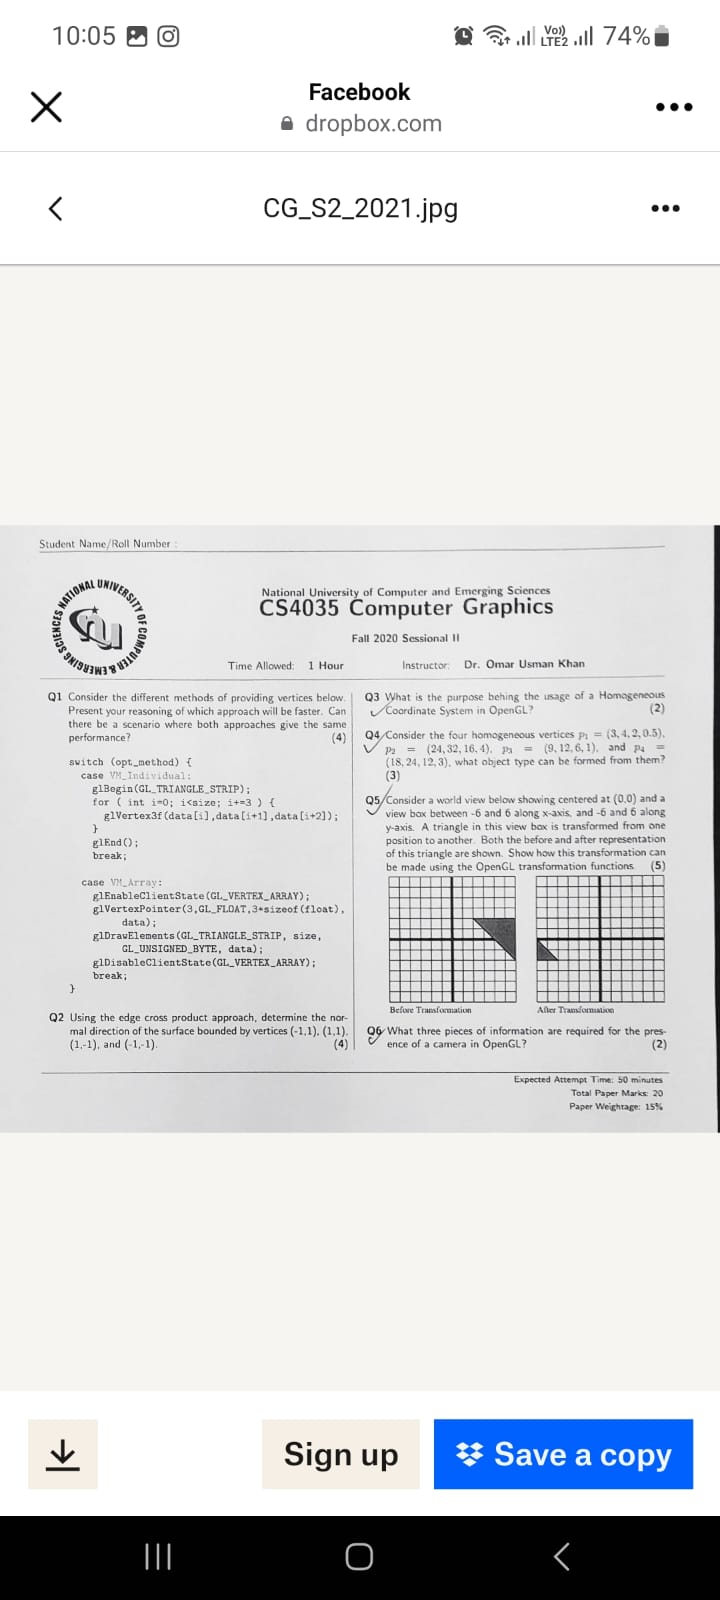 10:05
Vo))
LTE2
74%
Facebook
dropbox.com
CG_S2_2021.jpg
Student Name/Roll Number :
NATIONAL UNIVERSITY OF COMPUTER & EMERGING SCIENCES
National University of Computer and Emerging Sciences
CS4035 Computer Graphics
Fall 2020 Sessional II
Time Allowed: 1 Hour
Instructor: Dr. Omar Usman Khan
Q1 Consider the different methods of providing vertices below.
Present your reasoning of which approach will be faster. Can
there be a scenario where both approaches give the same
performance? (4)
switch (opt_method) {
case VM_Individual:
glBegin(GL_TRIANGLE_STRIP);
for ( int i=0; i<size; i+=3 ) {
glVertex3f(data[i],data[i+1],data[i+2]);
}
glEnd();
break;
case VM_Array:
glEnableClientState(GL_VERTEX_ARRAY);
glVertexPointer(3,GL_FLOAT,3*sizeof(float),
data);
glDrawElements(GL_TRIANGLE_STRIP, size,
GL_UNSIGNED_BYTE, data);
glDisableClientState(GL_VERTEX_ARRAY);
break;
}
Q2 Using the edge cross product approach, determine the nor-
mal direction of the surface bounded by vertices (-1,1), (1,1),
(1,-1), and (-1,-1). (4)
Q3 What is the purpose behing the usage of a Homogeneous
Coordinate System in OpenGL? (2)
Q4 Consider the four homogeneous vertices p₁ = (3, 4, 2, 0.5),
p₂ = (24, 32, 16, 4), p₃ = (9, 12, 6, 1), and p₄ =
(18, 24, 12, 3), what object type can be formed from them?
(3)
Q5 Consider a world view below showing centered at (0,0) and a
view box between -6 and 6 along x-axis, and -6 and 6 along
y-axis. A triangle in this view box is transformed from one
position to another. Both the before and after representation
of this triangle are shown. Show how this transformation can
be made using the OpenGL transformation functions (5)
Before Transformation
After Transformation
Q6 What three pieces of information are required for the pres-
ence of a camera in OpenGL? (2)
Expected Attempt Time: 50 minutes
Total Paper Marks: 20
Paper Weightage: 15%
Sign up
Save a copy